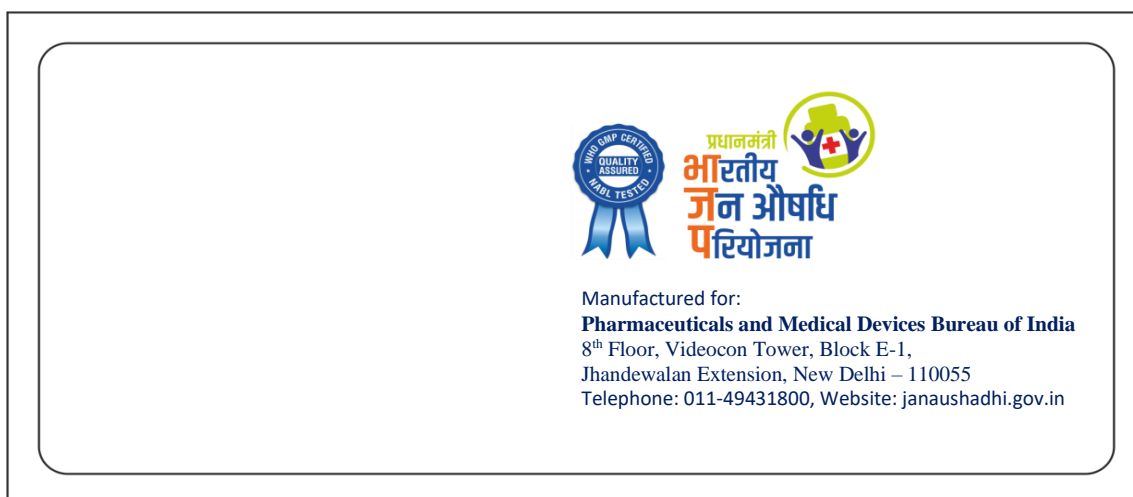 WHO GMP CERTIFIED
QUALITY
ASSURED
NABL TESTED
प्रधानमंत्री
भारतीय
जन औषधि
परियोजना
Manufactured for:
Pharmaceuticals and Medical Devices Bureau of India
8th Floor, Videocon Tower, Block E-1,
Jhandewalan Extension, New Delhi – 110055
Telephone: 011-49431800, Website: janaushadhi.gov.in